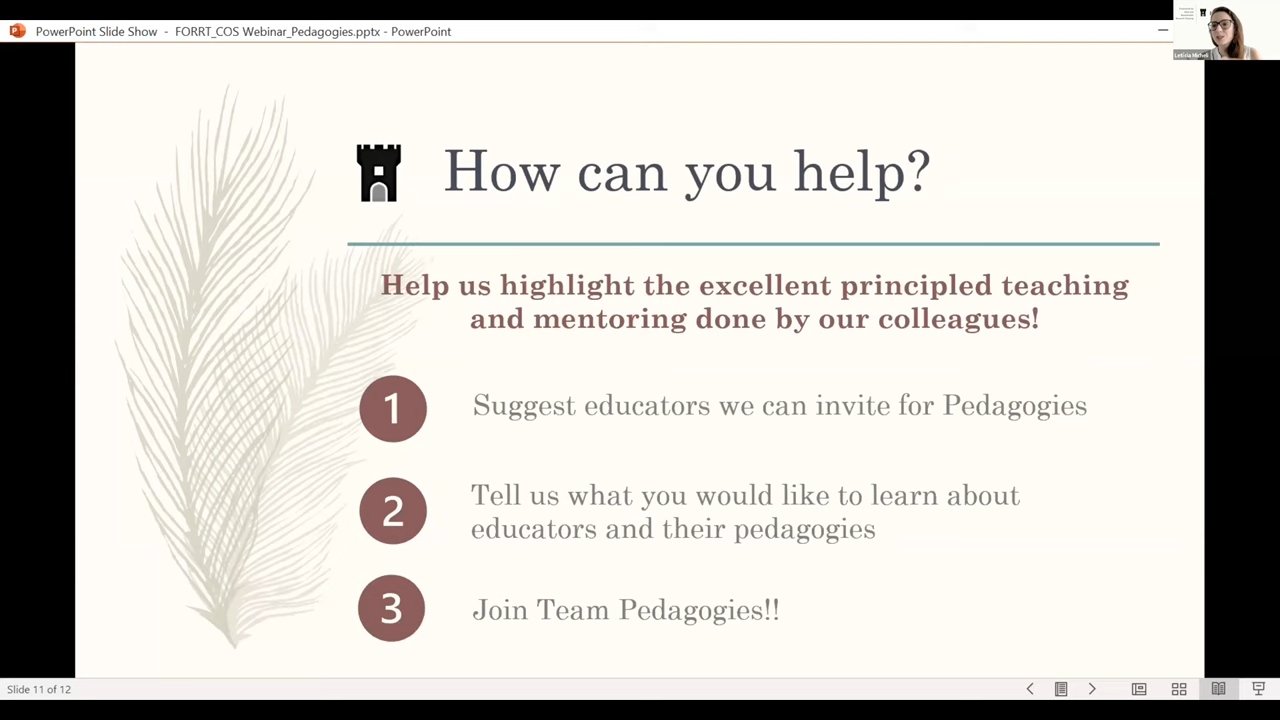 PowerPoint Slide Show - FORRT_COS Webinar_Pedagogies.pptx - PowerPoint
How can you help?
Help us highlight the excellent principled teaching
and mentoring done by our colleagues!
1
Suggest educators we can invite for Pedagogies
2
Tell us what you would like to learn about
educators and their pedagogies
3
Join Team Pedagogies!!
Slide 11 of 12